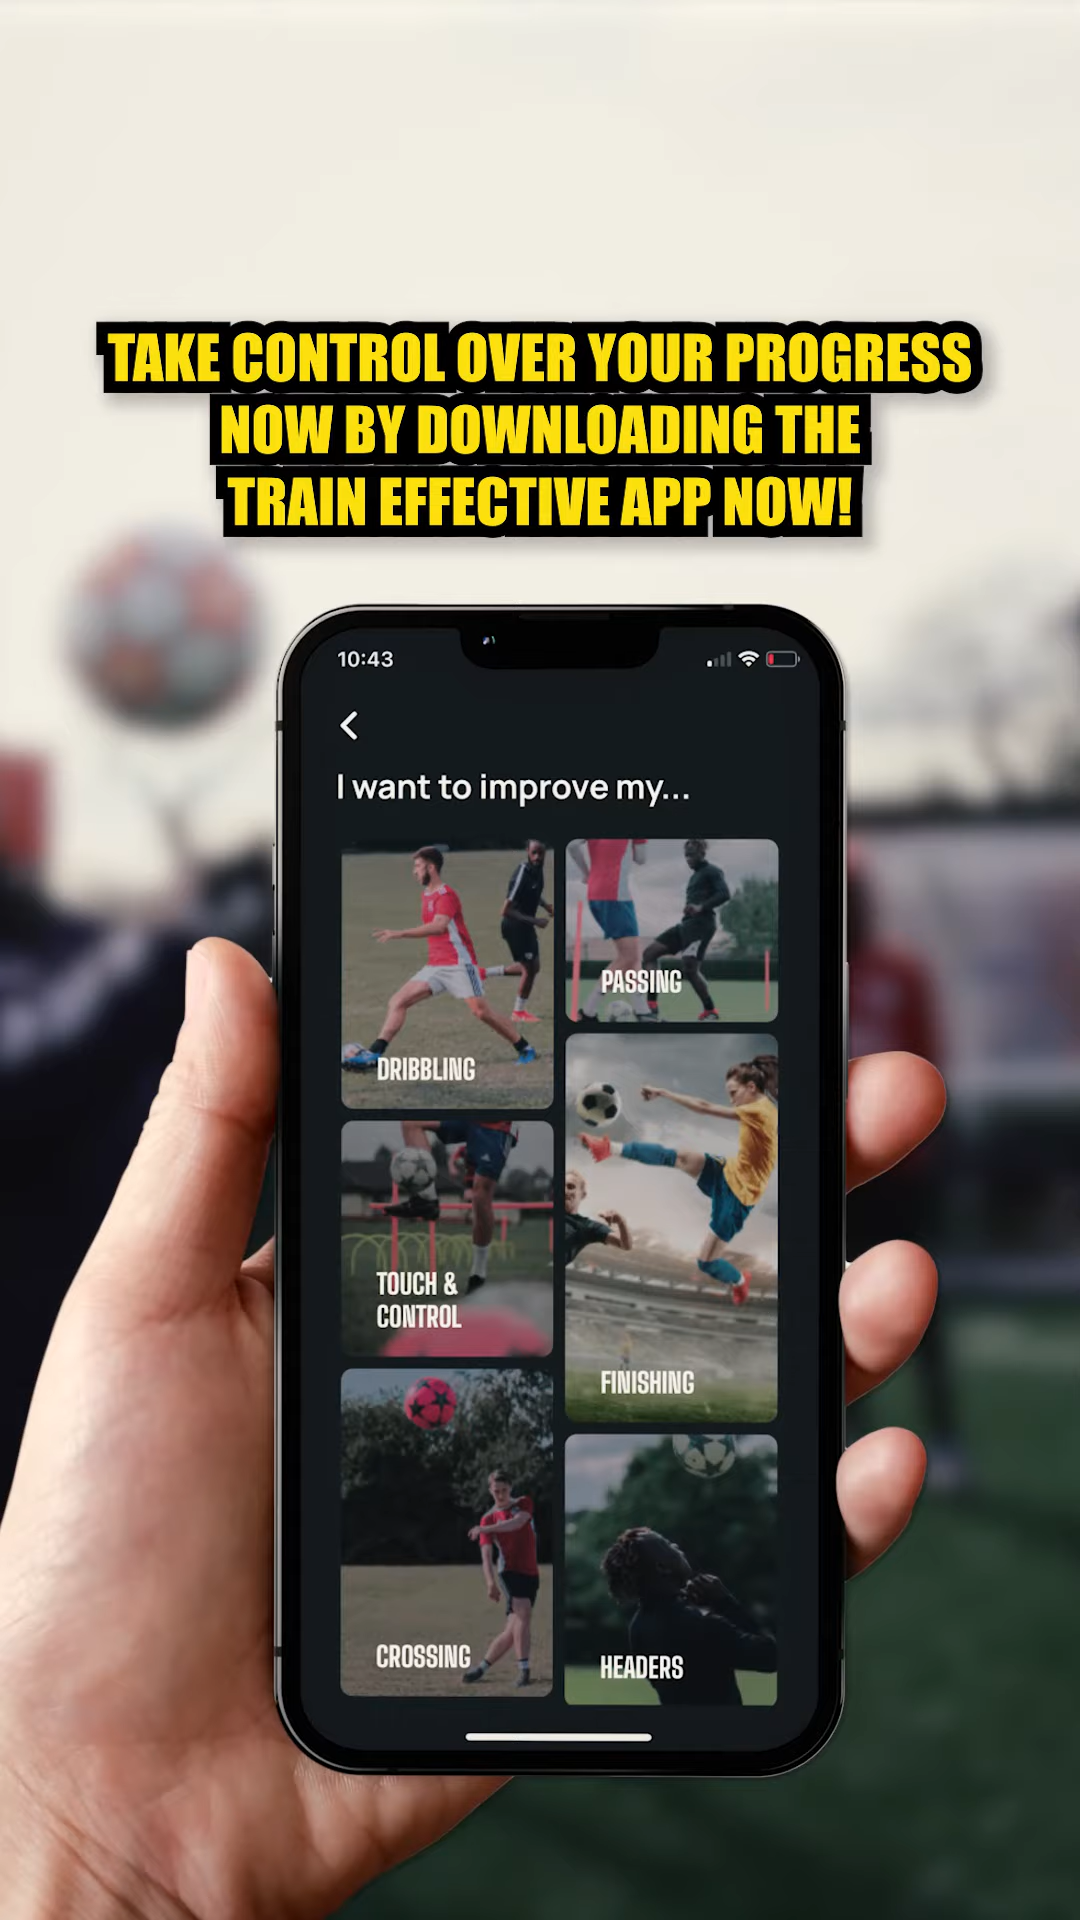 TAKE CONTROL OVER YOUR PROGRESS
NOW BY DOWNLOADING THE
TRAIN EFFECTIVE APP NOW!
10:43
I want to improve my...
DRIBBLING
PASSING
TOUCH &
CONTROL
FINISHING
CROSSING
HEADERS